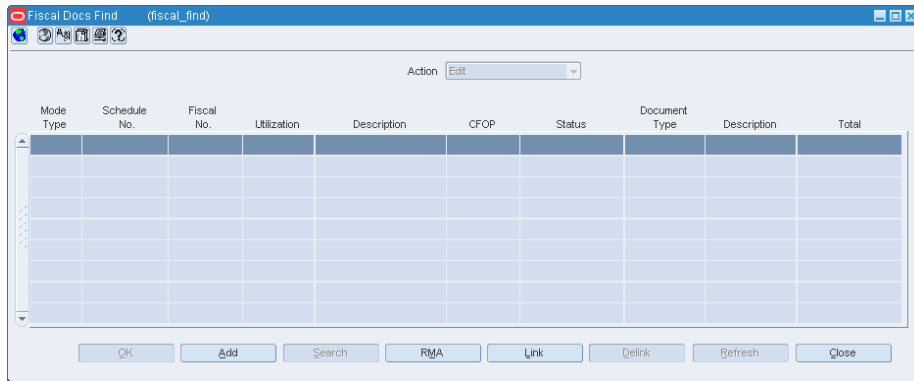 Fiscal Docs Find (fiscal_find)
Action Edit
Mode Type Schedule No. Fiscal No. Utilization Description CFOP Status Document Type Description Total
OK Add Search RMA Link Delink Refresh Close